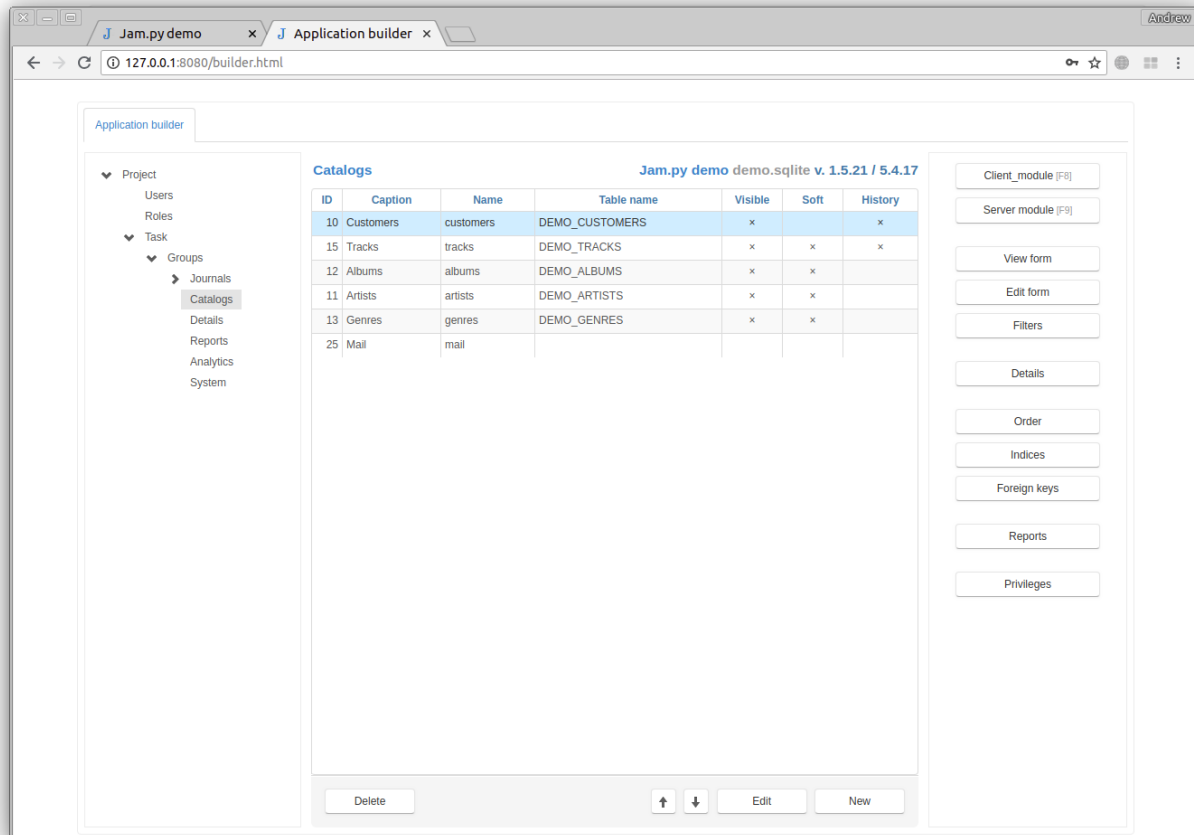 Andrew
J Jam.py demo × J Application builder ×
127.0.0.1:8080/builder.html
Application builder
Project
Users
Roles
Task
Groups
Journals
Catalogs
Details
Reports
Analytics
System
Catalogs Jam.py demo demo.sqlite v. 1.5.21 / 5.4.17
ID Caption Name Table name Visible Soft History
10 Customers customers DEMO_CUSTOMERS × ×
15 Tracks tracks DEMO_TRACKS × × ×
12 Albums albums DEMO_ALBUMS × ×
11 Artists artists DEMO_ARTISTS × ×
13 Genres genres DEMO_GENRES × ×
25 Mail mail
Delete Edit New
Client_module [F8]
Server module [F9]
View form
Edit form
Filters
Details
Order
Indices
Foreign keys
Reports
Privileges